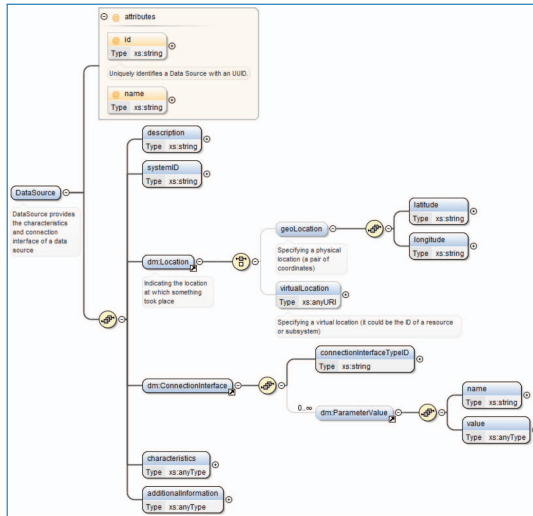 attributes
id
Type xs:string
Uniquely identifies a Data Source with an UUID.
name
Type xs:string
DataSource
DataSource provides
the characteristics
and connection
interface of a data
source
description
Type xs:string
systemID
Type xs:string
dm:Location
Indicating the location
at which something
took place
geoLocation
Specifying a physical
location (a pair of
coordinates)
latitude
Type xs:string
longitude
Type xs:string
virtualLocation
Type xs:anyURI
Specifying a virtual location (it could be the ID of a resource
or subsystem)
dm:ConnectionInterface
connectionInterfaceTypeID
Type xs:string
0..∞
dm:ParameterValue
name
Type xs:string
value
Type xs:anyType
characteristics
Type xs:anyType
additionalInformation
Type xs:anyType